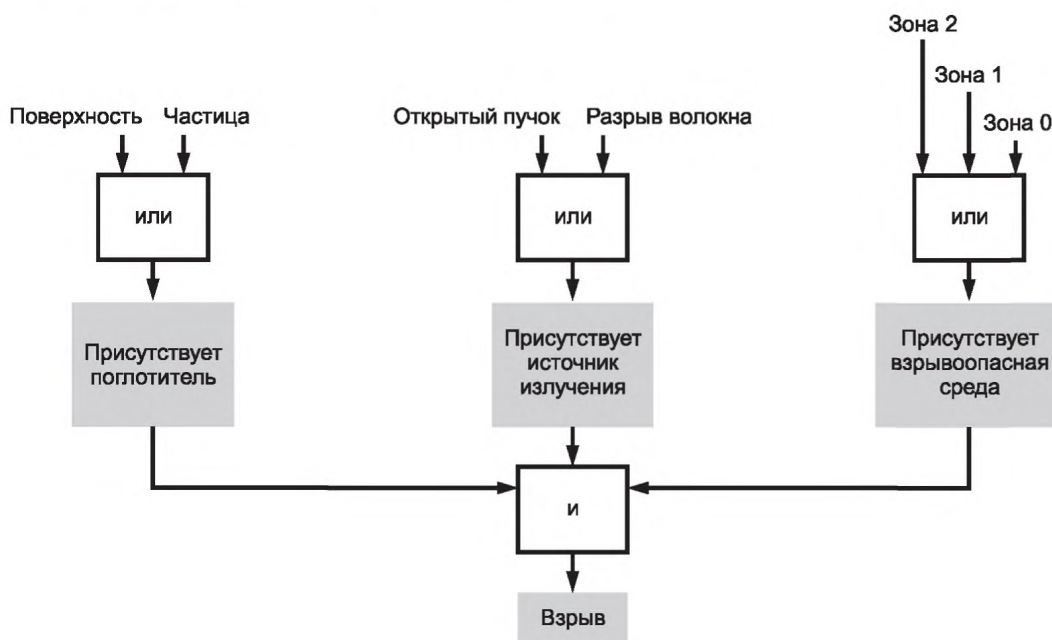 Зона 2
Зона 1
Поверхность Частица
Открытый пучок Разрыв волокна
Зона 0
или
или
или
Присутствует
поглотитель
Присутствует
источник
излучения
Присутствует
взрывоопасная
среда
и
Взрыв